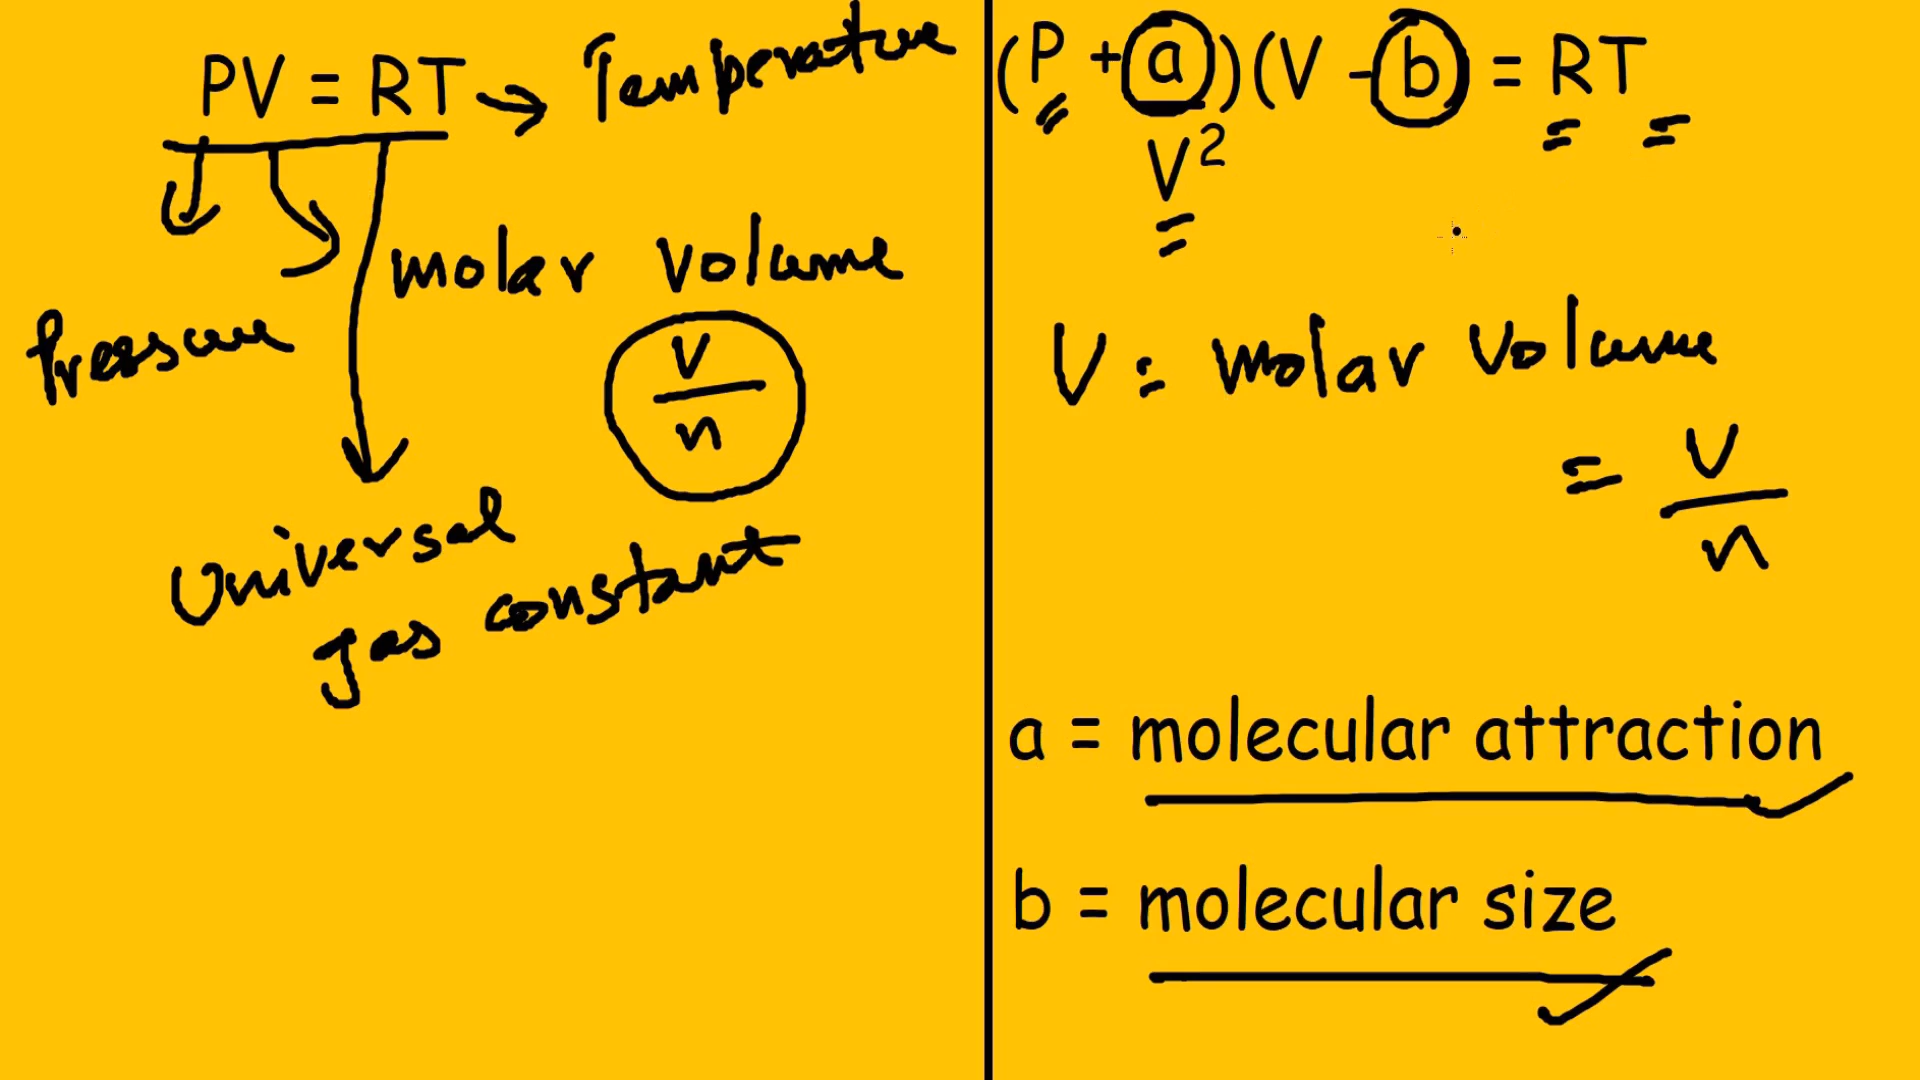 PV = RT → Temperature
molar volume
Pressure
V
n
Universal
gas constant
(P + a)(V - b) = RT
V²
V = molar volume
= V
n
a = molecular attraction
b = molecular size